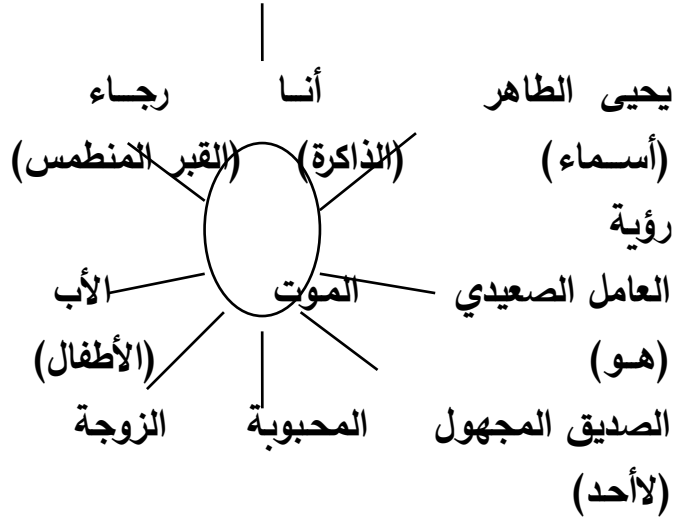 يحيى الطاهر أنا رجاء
(أسماء) (الذاكرة) (القبر المنطمس)
رؤية
العامل الصعيدي الموت الأب
(هو) (الأطفال)
الصديق المجهول المحبوبة الزوجة
(لاأحد)